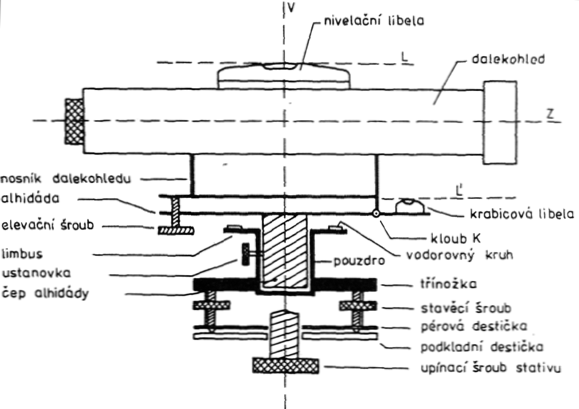 V
nivelační libela
L
dalekohled
Z
nosník dalekohledu
alhidáda
elevační šroub
L'
krabicová libela
kloub K
vodorovný kruh
limbus
ustanovka
čep alhidády
pouzdro
třínožka
stavěcí šroub
pérová destička
podkladní destička
upínací šroub stativu